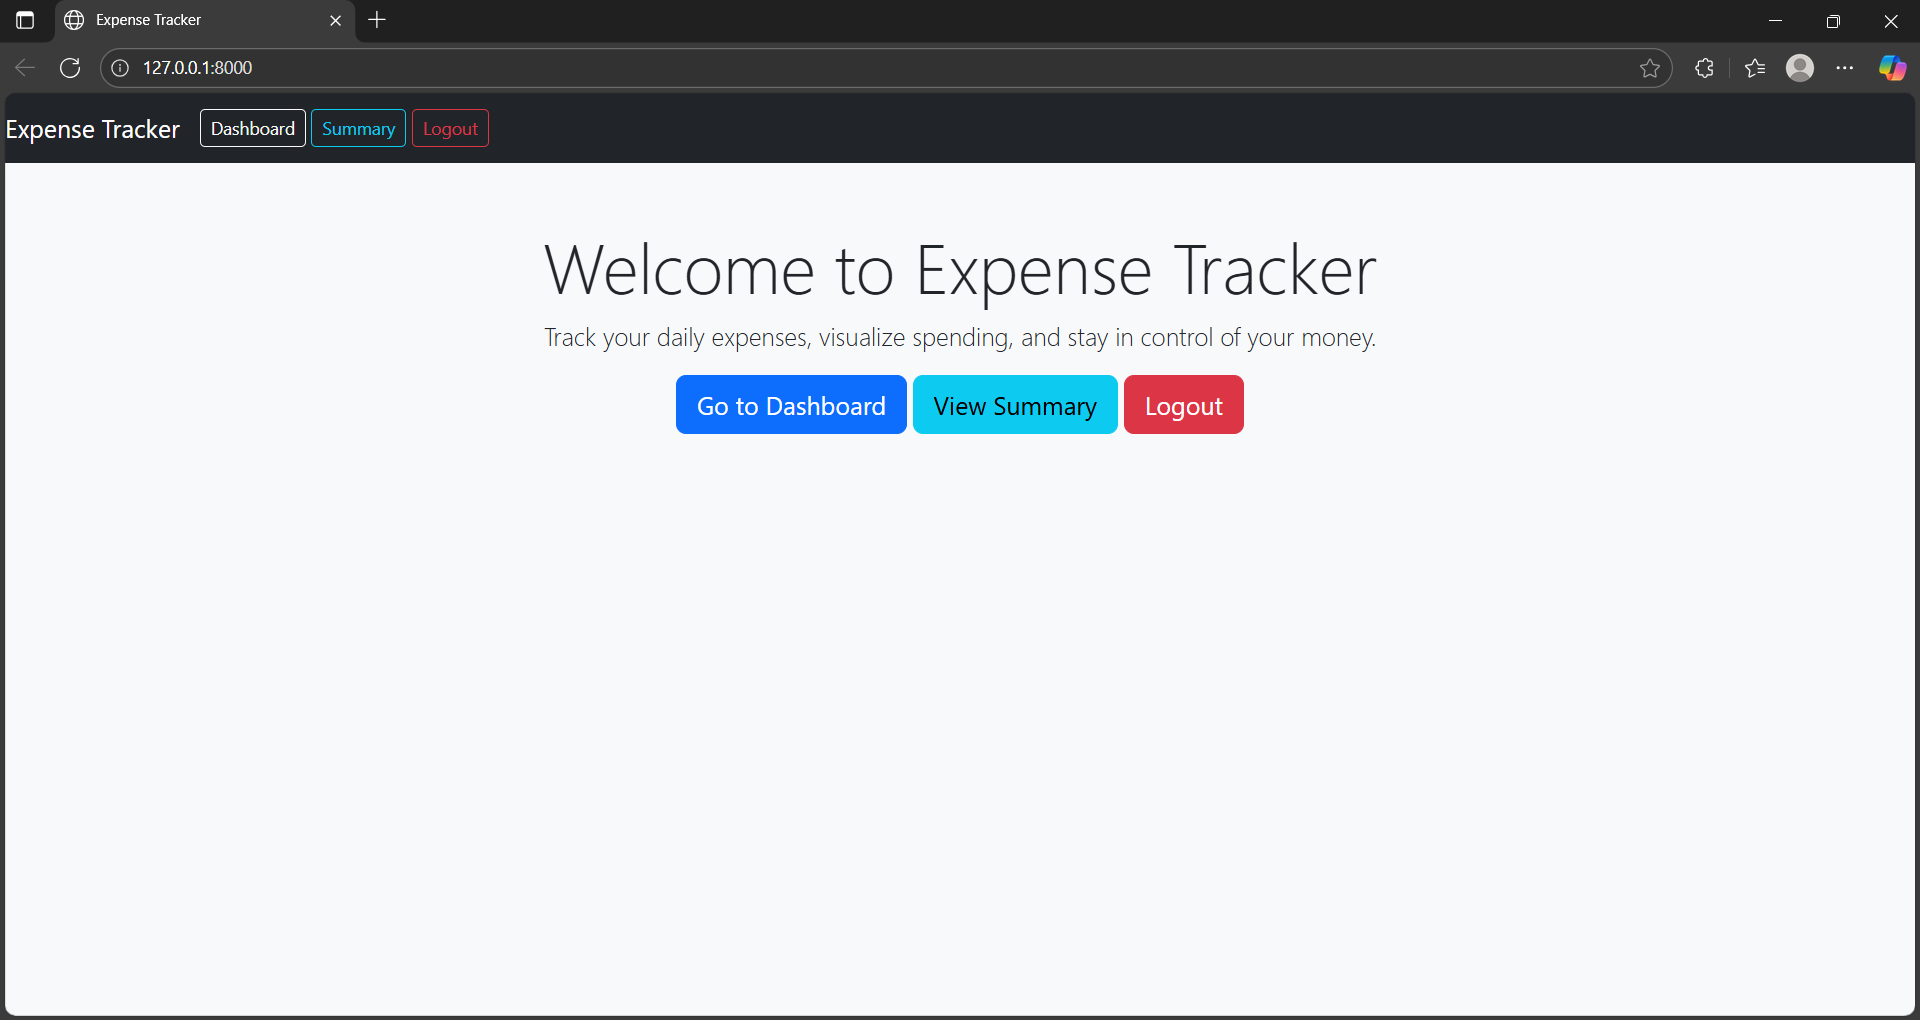 Expense Tracker
127.0.0.1:8000
Expense Tracker Dashboard Summary Logout
Welcome to Expense Tracker
Track your daily expenses, visualize spending, and stay in control of your money.
Go to Dashboard View Summary Logout